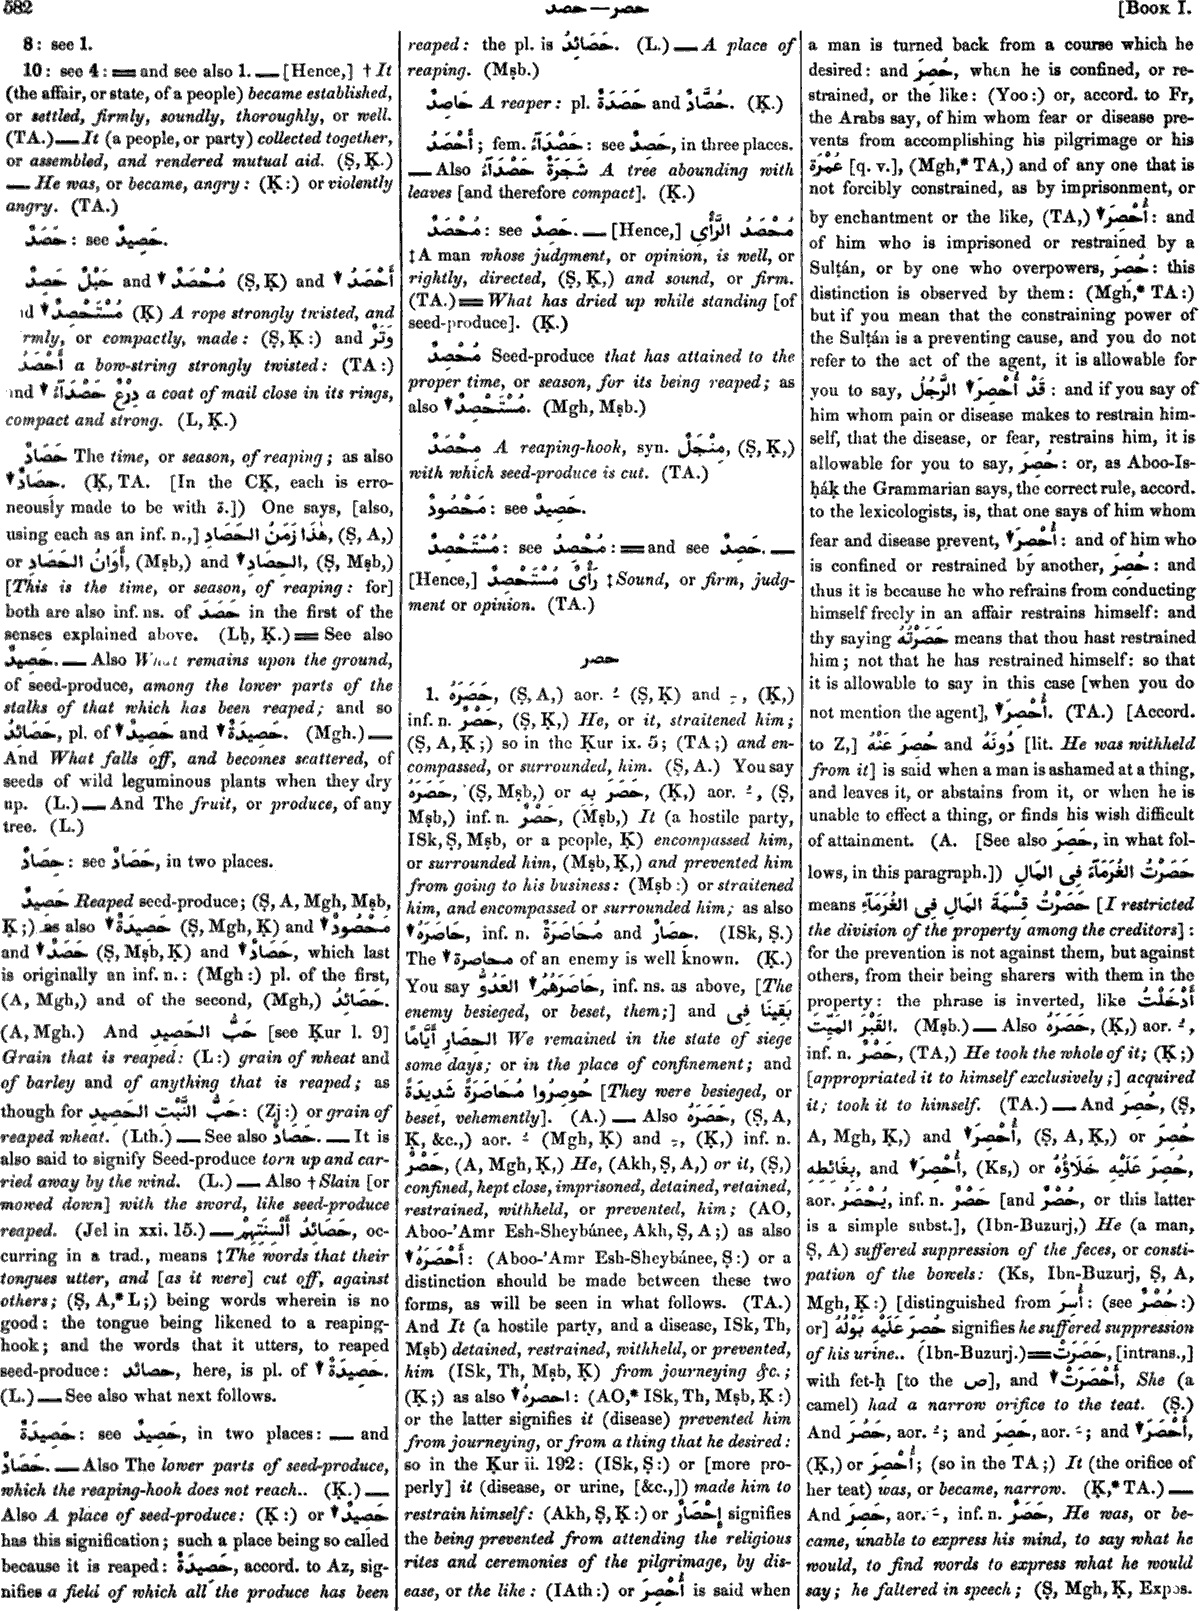 582
حصر — حصد
[BOOK I.
8: see 1.
10: see 4: == and see also 1. — [Hence,] † It
(the affair, or state, of a people) became established,
or settled, firmly, soundly, thoroughly, or well.
(TA.) — It (a people, or party) collected together,
or assembled, and rendered mutual aid. (Ṣ, Ḳ.)
— He was, or became, angry: (Ḳ:) or violently
angry. (TA.)
حَصَدٌ: see حَصِيدٌ.
حَبْلٌ حَصِدٌ and ▼ مُحْصَدٌ (Ṣ, Ḳ) and ▼ أَحْصَدُ
▼ مُسْتَحْصِدٌ (Ḳ) A rope strongly twisted, and
or compactly, made: (Ṣ, Ḳ:) and وَتَرٌ
أَحْصَدُ a bow-string strongly twisted: (TA:)
▼ دِرْعٌ حَصْدَآءُ a coat of mail close in its rings,
compact and strong. (L, Ḳ.)
حَصَادٌ The time, or season, of reaping; as also
▼ حِصَادٌ. (Ḳ, TA. [In the CḲ, each is erro-
neously made to be with ة.]) One says, [also,
using each as an inf. n.,] هٰذَا زَمَنُ الحَصَادِ, (Ṣ, A,)
or أَوَانُ الحَصَادِ, (Mṣb,) and ▼ الحِصَادِ, (Ṣ, Mṣb,)
[This is the time, or season, of reaping: for]
both are also inf. ns. of حَصَدَ in the first of the
senses explained above. (Lḥ, Ḳ.) == See also
حَصِيدٌ. — Also What remains upon the ground,
of seed-produce, among the lower parts of the
stalks of that which has been reaped; and so
حَصَائِدُ, pl. of ▼ حَصِيدٌ and ▼ حَصِيدَةٌ. (Mgh.) —
And What falls off, and becomes scattered, of
seeds of wild leguminous plants when they dry
up. (L.) — And The fruit, or produce, of any
tree. (L.)
حِصَادٌ: see حَصَادٌ, in two places.
حَصِيدٌ Reaped seed-produce; (Ṣ, A, Mgh, Mṣb,
Ḳ;) as also ▼ حَصِيدَةٌ (Ṣ, Mgh, Ḳ) and ▼ مَحْصُودٌ
and ▼ حَصَدٌ (Ṣ, Mṣb, Ḳ) and ▼ حَصَادٌ, which last
is originally an inf. n.: (Mgh:) pl. of the first,
(A, Mgh,) and of the second, (Mgh,) حَصَائِدُ.
(A, Mgh.) And حَبُّ الحَصِيدِ [see Ḳur l. 9]
Grain that is reaped: (L:) grain of wheat and
of barley and of anything that is reaped; as
though for حَبُّ النَّبْتِ الحَصِيدِ: (Zj:) or grain of
reaped wheat. (Lth.) — See also حَصَادٌ. — It is
also said to signify Seed-produce torn up and car-
ried away by the wind. (L.) — Also † Slain [or
mowed down] with the sword, like seed-produce
reaped. (Jel in xxi. 15.) — حَصَائِدُ أَلْسِنَتِهِمْ, oc-
curring in a trad., means ‡ The words that their
tongues utter, and [as it were] cut off, against
others; (Ṣ, A,* L;) being words wherein is no
good: the tongue being likened to a reaping-
hook; and the words that it utters, to reaped
seed-produce: حصائد, here, is pl. of ▼ حَصِيدَةٌ.
(L.) — See also what next follows.
حَصِيدَةٌ: see حَصِيدٌ, in two places: — and
حَصَادٌ. — Also The lower parts of seed-produce,
which the reaping-hook does not reach.. (Ḳ.) —
Also A place of seed-produce: (Ḳ:) or ▼ حَصِيدٌ
has this signification; such a place being so called
because it is reaped: حَصِيدَةٌ, accord. to Az, sig-
nifies a field of which all the produce has been
reaped: the pl. is حَصَائِدُ. (L.) — A place of
reaping. (Mṣb.)
حَاصِدٌ A reaper: pl. حَصَدَةٌ and حُصَّادٌ. (Ḳ.)
أَحْصَدُ; fem. حَصْدَآءُ: see حَصِدٌ, in three places.
— Also شَجَرَةٌ حَصْدَآءُ A tree abounding with
leaves [and therefore compact]. (Ḳ.)
مُحْصَدٌ: see حَصِدٌ. — [Hence,] مُحْصَدُ الرَّأْيِ
‡ A man whose judgment, or opinion, is well, or
rightly, directed, (Ṣ, Ḳ,) and sound, or firm.
(TA.) == What has dried up while standing [of
seed-produce]. (Ḳ.)
مُحْصِدٌ Seed-produce that has attained to the
proper time, or season, for its being reaped; as
also ▼ مُسْتَحْصِدٌ. (Mgh, Mṣb.)
مِحْصَدٌ A reaping-hook, syn. مِنْجَلٌ, (Ṣ, Ḳ,)
with which seed-produce is cut. (TA.)
مَحْصُودٌ: see حَصِيدٌ.
مُسْتَحْصِدٌ: see مُحْصِدٌ: == and see حَصِدٌ. —
[Hence,] رَأْىٌ مُسْتَحْصِدٌ ‡ Sound, or firm, judg-
ment or opinion. (TA.)
حصر
1. حَصَرَهُ, (Ṣ, A,) aor. ـُ (Ṣ, Ḳ) and ـِ, (Ḳ,)
inf. n. حَصْرٌ, (Ṣ, Ḳ,) He, or it, straitened him;
(Ṣ, A, Ḳ;) so in the Ḳur ix. 5; (TA;) and en-
compassed, or surrounded, him. (Ṣ, A.) You say
حَصَرَهُ, (Ṣ, Mṣb,) or حَصَرَ بِهِ, (Ḳ,) aor. ـُ, (Ṣ,
Mṣb,) inf. n. حَصْرٌ, (Mṣb,) It (a hostile party,
ISk, Ṣ, Mṣb, or a people, Ḳ) encompassed him,
or surrounded him, (Mṣb, Ḳ,) and prevented him
from going to his business: (Mṣb:) or straitened
him, and encompassed or surrounded him; as also
▼ حَاصَرَهُ, inf. n. مُحَاصَرَةٌ and حِصَارٌ. (ISk, Ṣ.)
The ▼ محاصرة of an enemy is well known. (Ḳ.)
You say ▼ حَاصَرَهُمُ العَدُوُّ, inf. ns. as above, [The
enemy besieged, or beset, them;] and بَقِينَا فِى
الحِصَارِ أَيَّامًا We remained in the state of siege
some days; or in the place of confinement; and
حُوصِرُوا مُحَاصَرَةً شَدِيدَةً [They were besieged, or
beset, vehemently]. (A.) — Also حَصَرَهُ, (Ṣ, A,
Ḳ, &c.,) aor. ـُ (Mgh, Ḳ) and ـِ, (Ḳ,) inf. n.
حَصْرٌ, (A, Mgh, Ḳ,) He, (Akh, Ṣ, A,) or it, (Ṣ,)
confined, kept close, imprisoned, detained, retained,
restrained, withheld, or prevented, him; (AO,
Aboo-'Amr Esh-Sheybánee, Akh, Ṣ, A;) as also
▼ أَحْصَرَهُ: (Aboo-'Amr Esh-Sheybánee, Ṣ:) or a
distinction should be made between these two
forms, as will be seen in what follows. (TA.)
And It (a hostile party, and a disease, ISk, Th,
Mṣb) detained, restrained, withheld, or prevented,
him (ISk, Th, Mṣb, Ḳ) from journeying &c.;
(Ḳ;) as also ▼ احصرهُ: (AO,* ISk, Th, Mṣb, Ḳ:)
or the latter signifies it (disease) prevented him
from journeying, or from a thing that he desired:
so in the Ḳur ii. 192: (ISk, Ṣ:) or [more pro-
perly] it (disease, or urine, [&c.,]) made him to
restrain himself: (Akh, Ṣ, Ḳ:) or إِحْصَارٌ signifies
the being prevented from attending the religious
rites and ceremonies of the pilgrimage, by dis-
ease, or the like: (IAth:) or أُحْصِرَ is said when
a man is turned back from a course which he
desired: and حُصِرَ, when he is confined, or re-
strained, or the like: (Yoo:) or, accord. to Fr,
the Arabs say, of him whom fear or disease pre-
vents from accomplishing his pilgrimage or his
عُمْرَة [q. v.], (Mgh,* TA,) and of any one that is
not forcibly constrained, as by imprisonment, or
by enchantment or the like, (TA,) ▼ أُحْصِرَ: and
of him who is imprisoned or restrained by a
Sulṭán, or by one who overpowers, حُصِرَ: this
distinction is observed by them: (Mgh,* TA:)
but if you mean that the constraining power of
the Sulṭán is a preventing cause, and you do not
refer to the act of the agent, it is allowable for
you to say, قَدْ أُحْصِرَ ▼ الرَّجُلُ: and if you say of
him whom pain or disease makes to restrain him-
self, that the disease, or fear, restrains him, it is
allowable for you to say, حُصِرَ: or, as Aboo-Is-
ḥáḳ the Grammarian says, the correct rule, accord.
to the lexicologists, is, that one says of him whom
fear and disease prevent, ▼ أُحْصِرَ: and of him who
is confined or restrained by another, حُصِرَ: and
thus it is because he who refrains from conducting
himself freely in an affair restrains himself: and
thy saying حَصَرْتُهُ means that thou hast restrained
him; not that he has restrained himself: so that
it is allowable to say in this case [when you do
not mention the agent], ▼ أُحْصِرَ. (TA.) [Accord.
to Z,] حُصِرَ عَنْهُ and دُونَهُ [lit. He was withheld
from it] is said when a man is ashamed at a thing,
and leaves it, or abstains from it, or when he is
unable to effect a thing, or finds his wish difficult
of attainment. (A. [See also حَصِرَ, in what fol-
lows, in this paragraph.]) حَصَرْتُ الغُرَمَآءَ فِى المَالِ
means حَصَرْتُ قِسْمَةَ المَالِ فِى الغُرَمَآءِ [I restricted
the division of the property among the creditors]:
for the prevention is not against them, but against
others, from their being sharers with them in the
property: the phrase is inverted, like أَدْخَلْتُ
القَبْرَ المَيِّتَ. (Mṣb.) — Also حَصَرَهُ, (Ḳ,) aor. ـُ,
inf. n. حَصْرٌ, (TA,) He took the whole of it; (Ḳ;)
[appropriated it to himself exclusively;] acquired
it; took it to himself. (TA.) — And حُصِرَ, (Ṣ,
A, Mgh, Ḳ,) and ▼ أُحْصِرَ, (Ṣ, A, Ḳ,) or حُصِرَ
بِغَائِطِهِ, and ▼ أُحْصِرَ, (Ks,) or حُصِرَ عَلَيْهِ خَلَاؤُهُ,
aor. يُحْصَرُ, inf. n. حَصْرٌ [and حُصْرٌ, or this latter
is a simple subst.], (Ibn-Buzurj,) He (a man,
Ṣ, A) suffered suppression of the feces, or consti-
pation of the bowels: (Ks, Ibn-Buzurj, Ṣ, A,
Mgh, Ḳ:) [distinguished from أُسِرَ: (see حُصْرٌ:)
or] حُصِرَ عَلَيْهِ بَوْلُهُ signifies he suffered suppression
of his urine.. (Ibn-Buzurj.) == حَصَرَتْ, [intrans.,]
with fet-ḥ [to the ص], and ▼ أَحْصَرَتْ, She (a
camel) had a narrow orifice to the teat. (Ṣ.)
And حَصُرَ, aor. ـُ; and حَصِرَ, aor. ـَ; and ▼ أَحْصَرَ,
(Ḳ,) or أُحْصِرَ; (so in the TA;) It (the orifice of
her teat) was, or became, narrow. (Ḳ,* TA.) —
And حَصِرَ, aor. ـَ, inf. n. حَصَرٌ, He was, or be-
came, unable to express his mind, to say what he
would, to find words to express what he would
say; he faltered in speech; (Ṣ, Mgh, Ḳ, Expos.